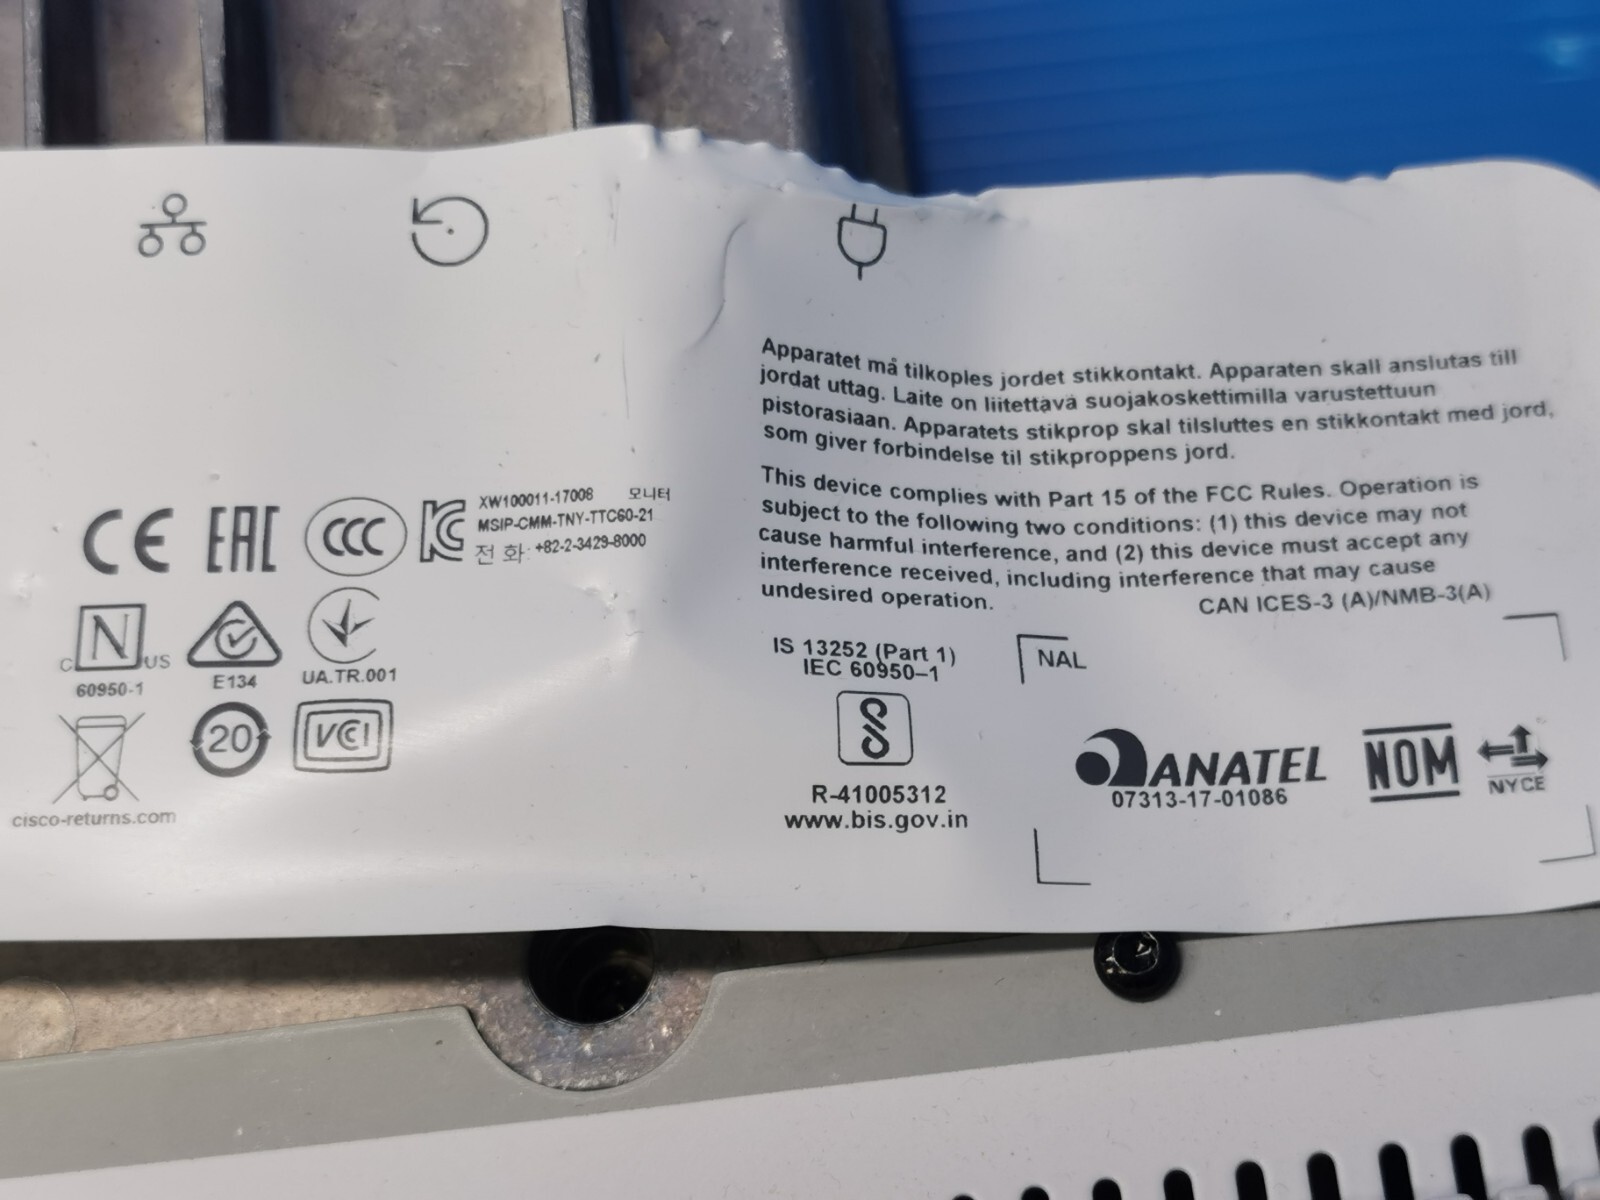 Apparatet må tilkoples jordet stikkontakt. Apparaten skall anslutas till
jordat uttag. Laite on liitettävä suojakoskettimilla varustettuun
pistorasiaan. Apparatets stikprop skal tilsluttes en stikkontakt med jord,
som giver forbindelse til stikproppens jord.
This device complies with Part 15 of the FCC Rules. Operation is
subject to the following two conditions: (1) this device may not
cause harmful interference, and (2) this device must accept any
interference received, including interference that may cause
undesired operation.
CAN ICES-3 (A)/NMB-3(A)
CE EAC CCC KC
XW100011-17008 모니터
MSIP-CMM-TNY-TTC60-21
전 화: +82-2-3429-8000
C N US
60950-1
E134
UA.TR.001
20
VCCI
cisco-returns.com
IS 13252 (Part 1)
IEC 60950–1
R-41005312
www.bis.gov.in
NAL
ANATEL
07313-17-01086
NOM
NYCE